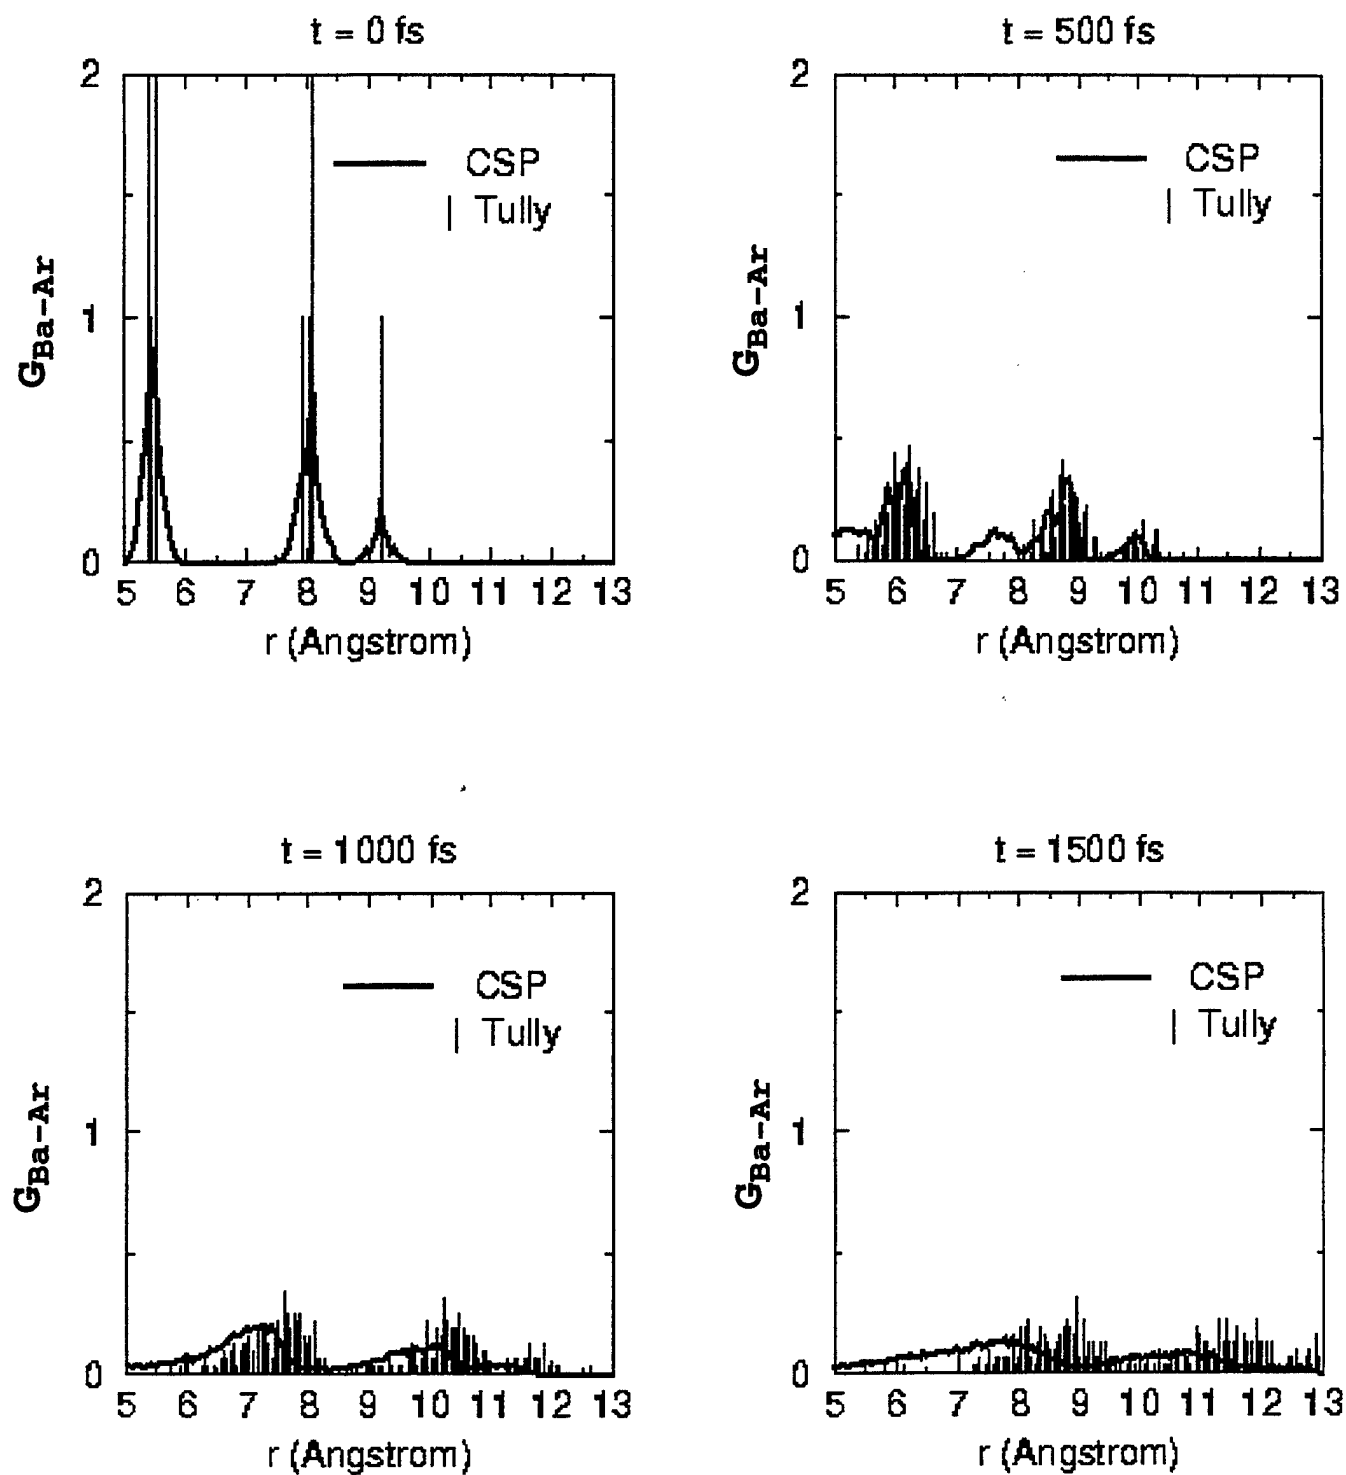 t = 0 fs
2
1
0
CSP
| Tully
G_Ba-Ar
5 6 7 8 9 10 11 12 13
r (Angstrom)
t = 500 fs
2
1
0
CSP
| Tully
G_Ba-Ar
5 6 7 8 9 10 11 12 13
r (Angstrom)
t = 1000 fs
2
1
0
CSP
| Tully
G_Ba-Ar
5 6 7 8 9 10 11 12 13
r (Angstrom)
t = 1500 fs
2
1
0
CSP
| Tully
G_Ba-Ar
5 6 7 8 9 10 11 12 13
r (Angstrom)